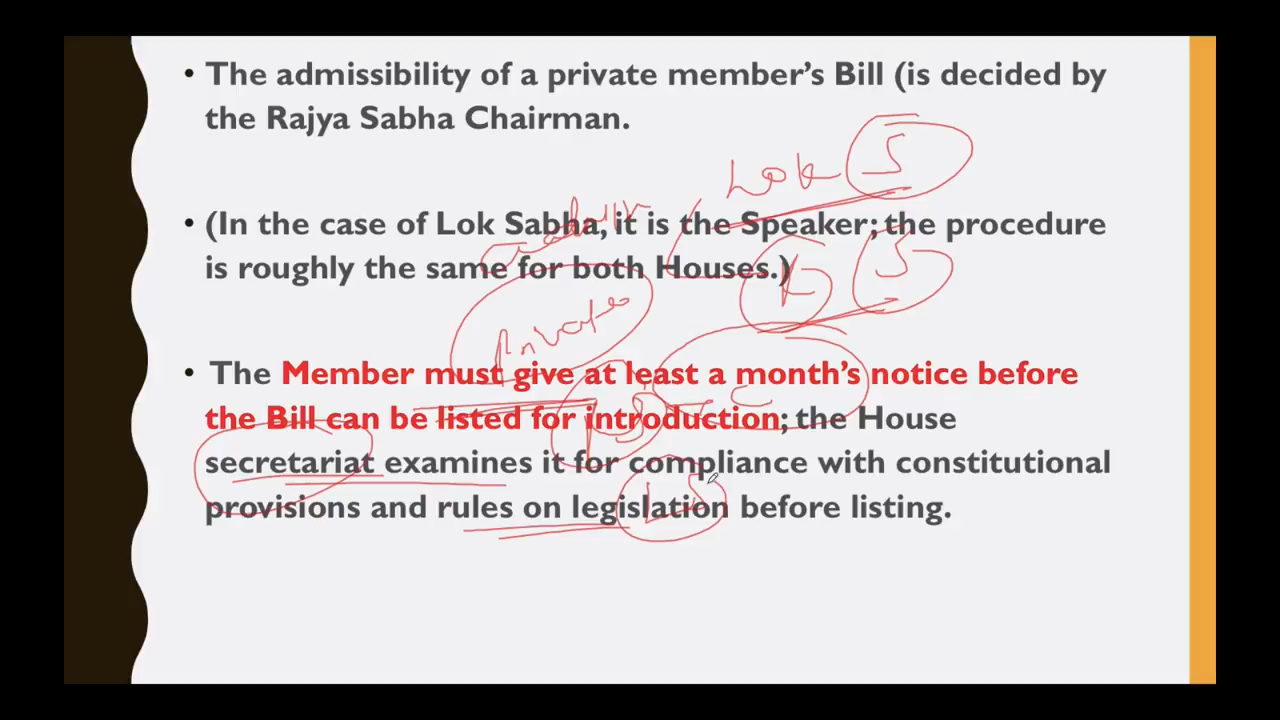 • The admissibility of a private member's Bill (is decided by
the Rajya Sabha Chairman.
Lok S
• (In the case of Lok Sabha, it is the Speaker; the procedure
is roughly the same for both Houses.)
S
Private
• The Member must give at least a month's notice before
the Bill can be listed for introduction; the House
secretariat examines it for compliance with constitutional
provisions and rules on legislation before listing.
LS